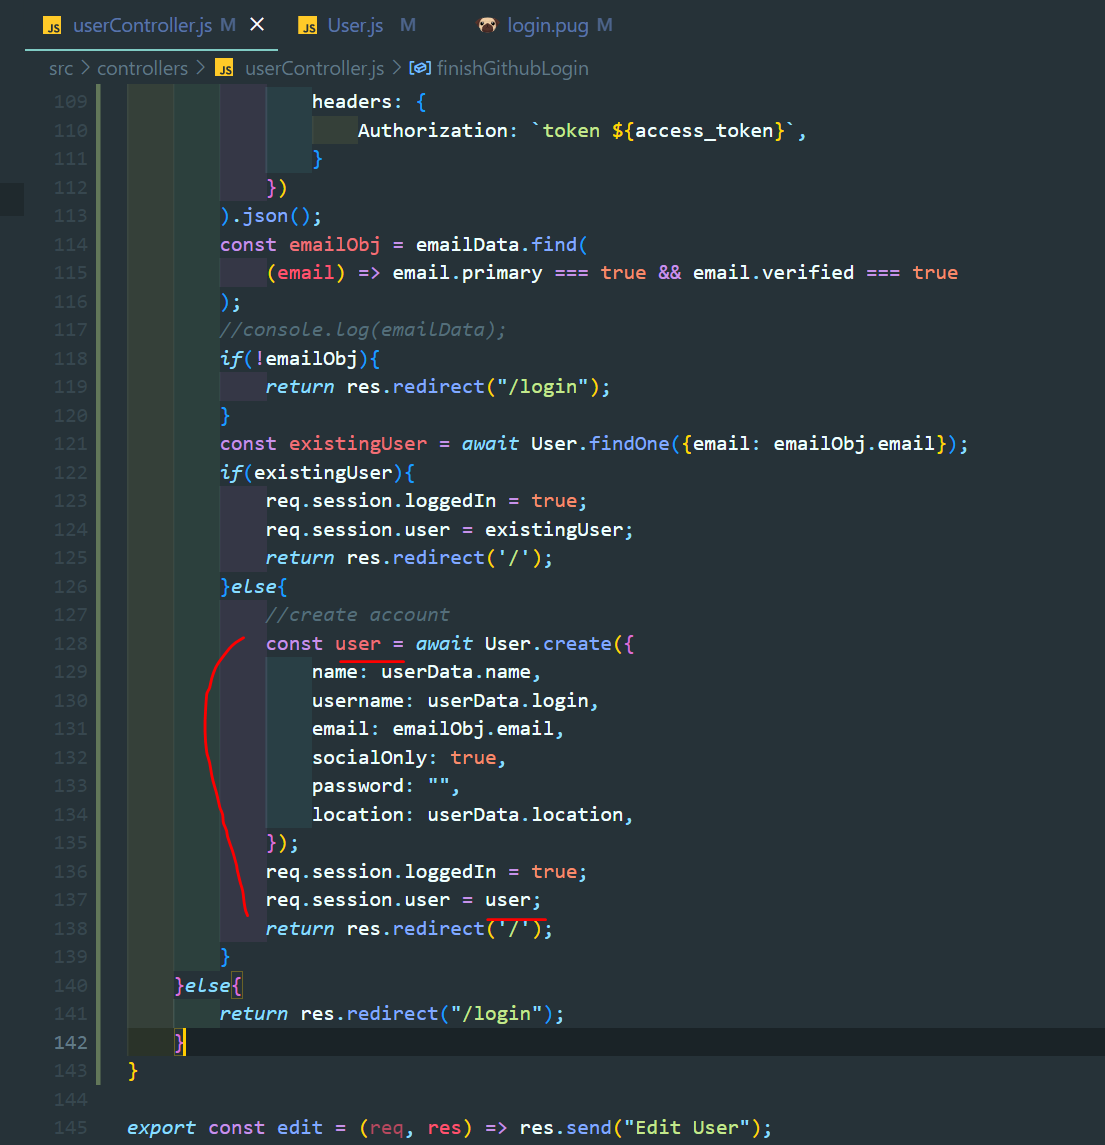 JS userController.js M × JS User.js M login.pug M
src > controllers > JS userController.js > finishGithubLogin
109 headers: {
110 Authorization: `token ${access_token}`,
111 }
112 })
113 ).json();
114 const emailObj = emailData.find(
115 (email) => email.primary === true && email.verified === true
116 );
117 //console.log(emailData);
118 if(!emailObj){
119 return res.redirect("/login");
120 }
121 const existingUser = await User.findOne({email: emailObj.email});
122 if(existingUser){
123 req.session.loggedIn = true;
124 req.session.user = existingUser;
125 return res.redirect('/');
126 }else{
127 //create account
128 const user = await User.create({
129 name: userData.name,
130 username: userData.login,
131 email: emailObj.email,
132 socialOnly: true,
133 password: "",
134 location: userData.location,
135 });
136 req.session.loggedIn = true;
137 req.session.user = user;
138 return res.redirect('/');
139 }
140 }else{
141 return res.redirect("/login");
142 }
143 }
144
145 export const edit = (req, res) => res.send("Edit User");